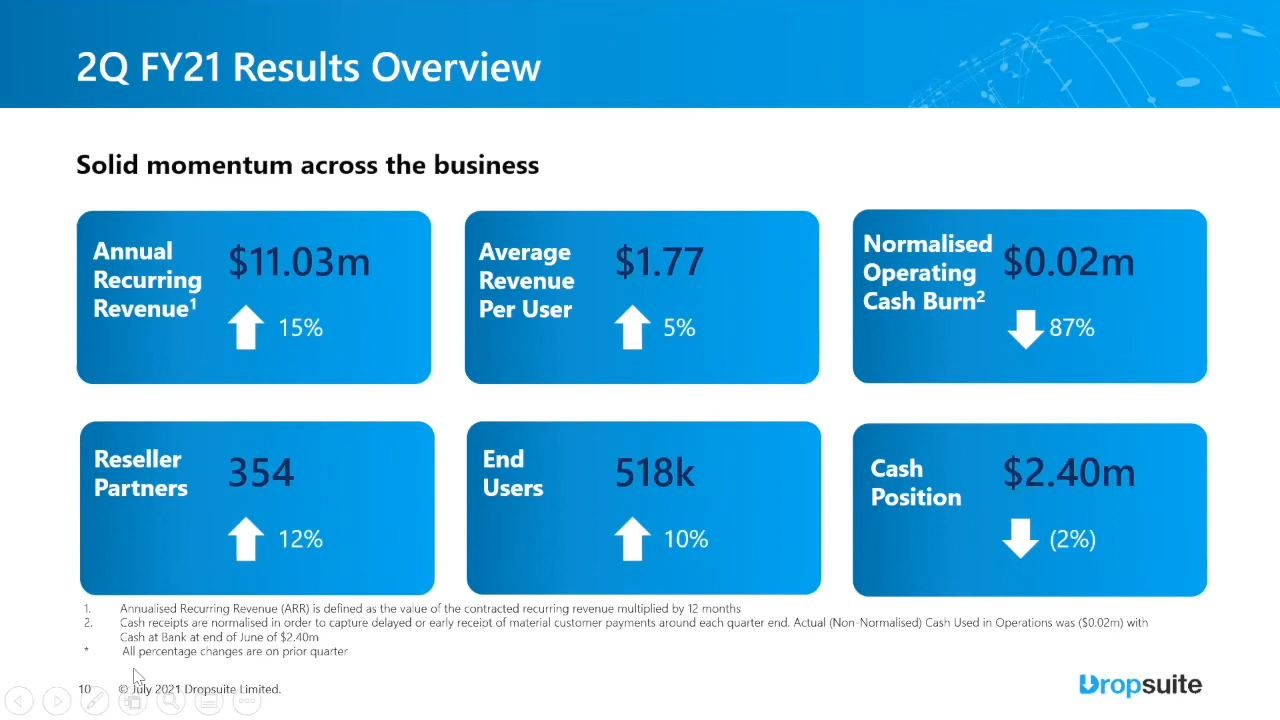 2Q FY21 Results Overview
Solid momentum across the business
Annual
Recurring
Revenue¹
$11.03m
15%
Average
Revenue
Per User
$1.77
5%
Normalised
Operating
Cash Burn²
$0.02m
87%
Reseller
Partners
354
12%
End
Users
518k
10%
Cash
Position
$2.40m
(2%)
1. Annualised Recurring Revenue (ARR) is defined as the value of the contracted recurring revenue multiplied by 12 months
2. Cash receipts are normalised in order to capture delayed or early receipt of material customer payments around each quarter end. Actual (Non-Normalised) Cash Used in Operations was ($0.02m) with
Cash at Bank at end of June of $2.40m
* All percentage changes are on prior quarter
10 © July 2021 Dropsuite Limited.
Dropsuite